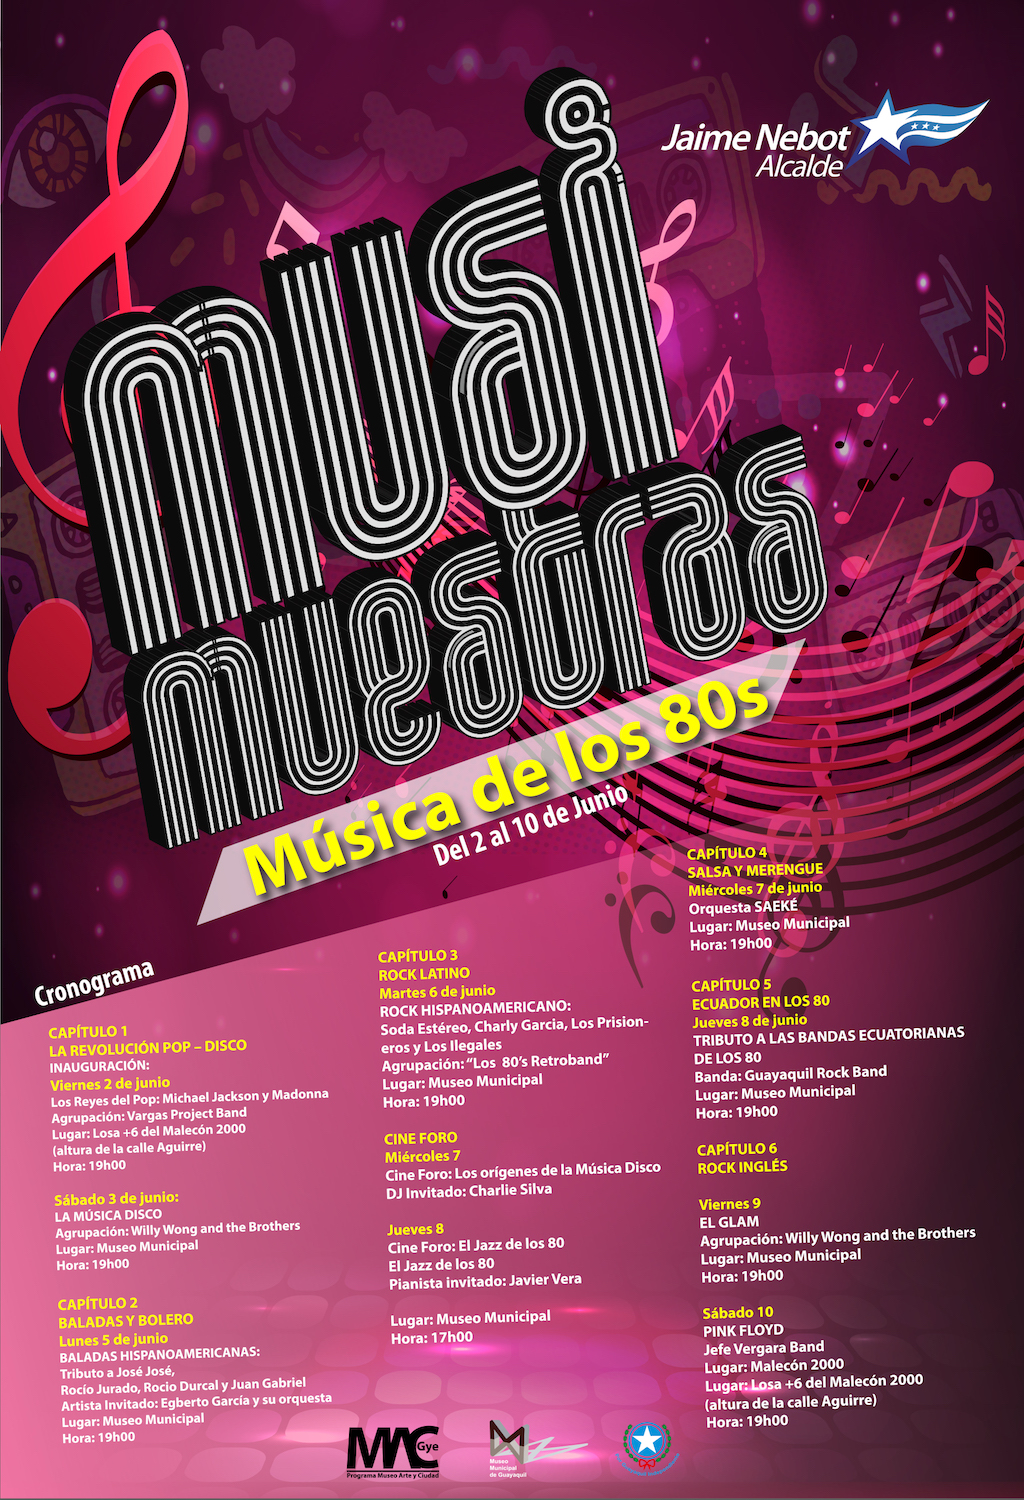 Jaime Nebot
Alcalde
musi
muestras
Música de los 80s
Del 2 al 10 de Junio
Cronograma
CAPÍTULO 1
LA REVOLUCIÓN POP – DISCO
INAUGURACIÓN:
Viernes 2 de junio
Los Reyes del Pop: Michael Jackson y Madonna
Agrupación: Vargas Project Band
Lugar: Losa +6 del Malecón 2000
(altura de la calle Aguirre)
Hora: 19h00
Sábado 3 de junio:
LA MÚSICA DISCO
Agrupación: Willy Wong and the Brothers
Lugar: Museo Municipal
Hora: 19h00
CAPÍTULO 2
BALADAS Y BOLERO
Lunes 5 de junio
BALADAS HISPANOAMERICANAS:
Tributo a José José,
Rocío Jurado, Rocio Durcal y Juan Gabriel
Artista Invitado: Egberto García y su orquesta
Lugar: Museo Municipal
Hora: 19h00
CAPÍTULO 3
ROCK LATINO
Martes 6 de junio
ROCK HISPANOAMERICANO:
Soda Estéreo, Charly Garcia, Los Prision-
eros y Los Ilegales
Agrupación: “Los 80’s Retroband”
Lugar: Museo Municipal
Hora: 19h00
CINE FORO
Miércoles 7
Cine Foro: Los orígenes de la Música Disco
DJ Invitado: Charlie Silva
Jueves 8
Cine Foro: El Jazz de los 80
El Jazz de los 80
Pianista invitado: Javier Vera
Lugar: Museo Municipal
Hora: 17h00
CAPÍTULO 4
SALSA Y MERENGUE
Miércoles 7 de junio
Orquesta SAEKÉ
Lugar: Museo Municipal
Hora: 19h00
CAPÍTULO 5
ECUADOR EN LOS 80
Jueves 8 de junio
TRIBUTO A LAS BANDAS ECUATORIANAS
DE LOS 80
Banda: Guayaquil Rock Band
Lugar: Museo Municipal
Hora: 19h00
CAPÍTULO 6
ROCK INGLÉS
Viernes 9
EL GLAM
Agrupación: Willy Wong and the Brothers
Lugar: Museo Municipal
Hora: 19h00
Sábado 10
PINK FLOYD
Jefe Vergara Band
Lugar: Malecón 2000
Lugar: Losa +6 del Malecón 2000
(altura de la calle Aguirre)
Hora: 19h00
MAC Gye
Programa Museo Arte y Ciudad
Museo
Municipal
de Guayaquil